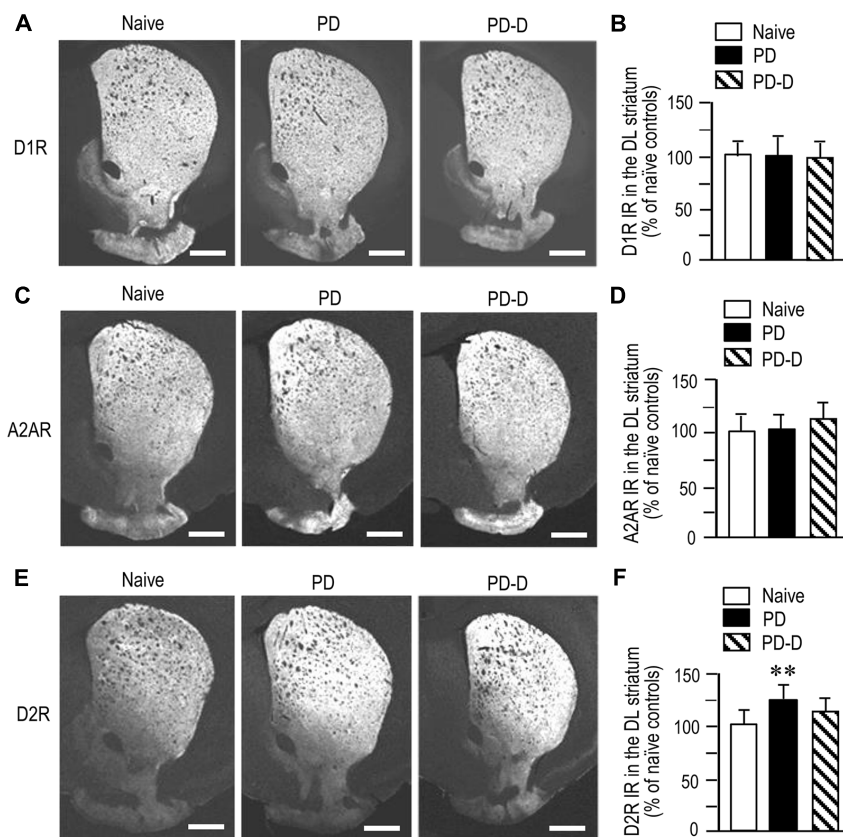 A
Naive
PD
PD-D
D1R
B
Naive
PD
PD-D
D1R IR in the DL striatum
(% of naïve controls)
150
100
50
0
C
Naive
PD
PD-D
A2AR
D
Naive
PD
PD-D
A2AR IR in the DL striatum
(% of naïve controls)
150
100
50
0
E
Naive
PD
PD-D
D2R
F
Naive
PD
PD-D
D2R IR in the DL striatum
(% of naïve controls)
150
100
50
0
**